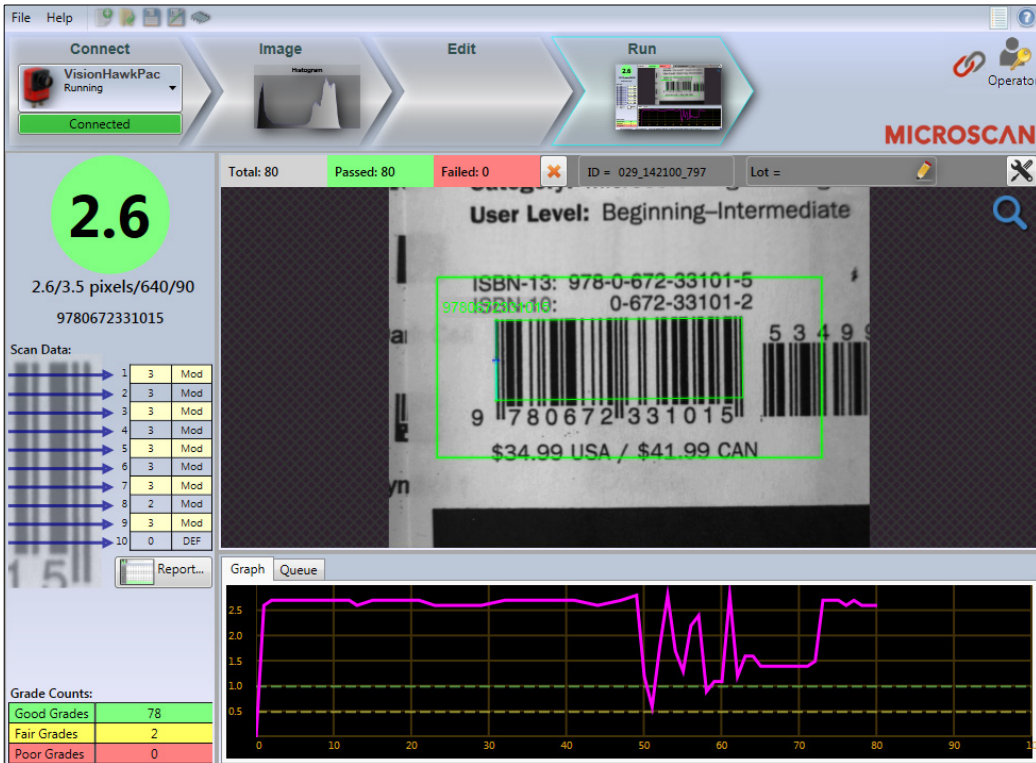 File Help
Connect
Image
Edit
Run
VisionHawkPac
Running
Connected
Histogram
2.6
Operator
MICROSCAN
Total: 80 Passed: 80 Failed: 0 ID = 029_142100_797 Lot =
2.6
2.6/3.5 pixels/640/90
9780672331015
Scan Data:
1 3 Mod
2 3 Mod
3 3 Mod
4 3 Mod
5 3 Mod
6 3 Mod
7 3 Mod
8 2 Mod
9 3 Mod
10 0 DEF
1 5
Report...
User Level: Beginning–Intermediate
ISBN-13: 978-0-672-33101-5
ISBN-10: 0-672-33101-2
9780672331015
5 3 4 9 9
9 780672 331015
$34.99 USA / $41.99 CAN
Graph Queue
2.5
2.0
1.5
1.0
0.5
0 10 20 30 40 50 60 70 80 90
Grade Counts:
Good Grades 78
Fair Grades 2
Poor Grades 0